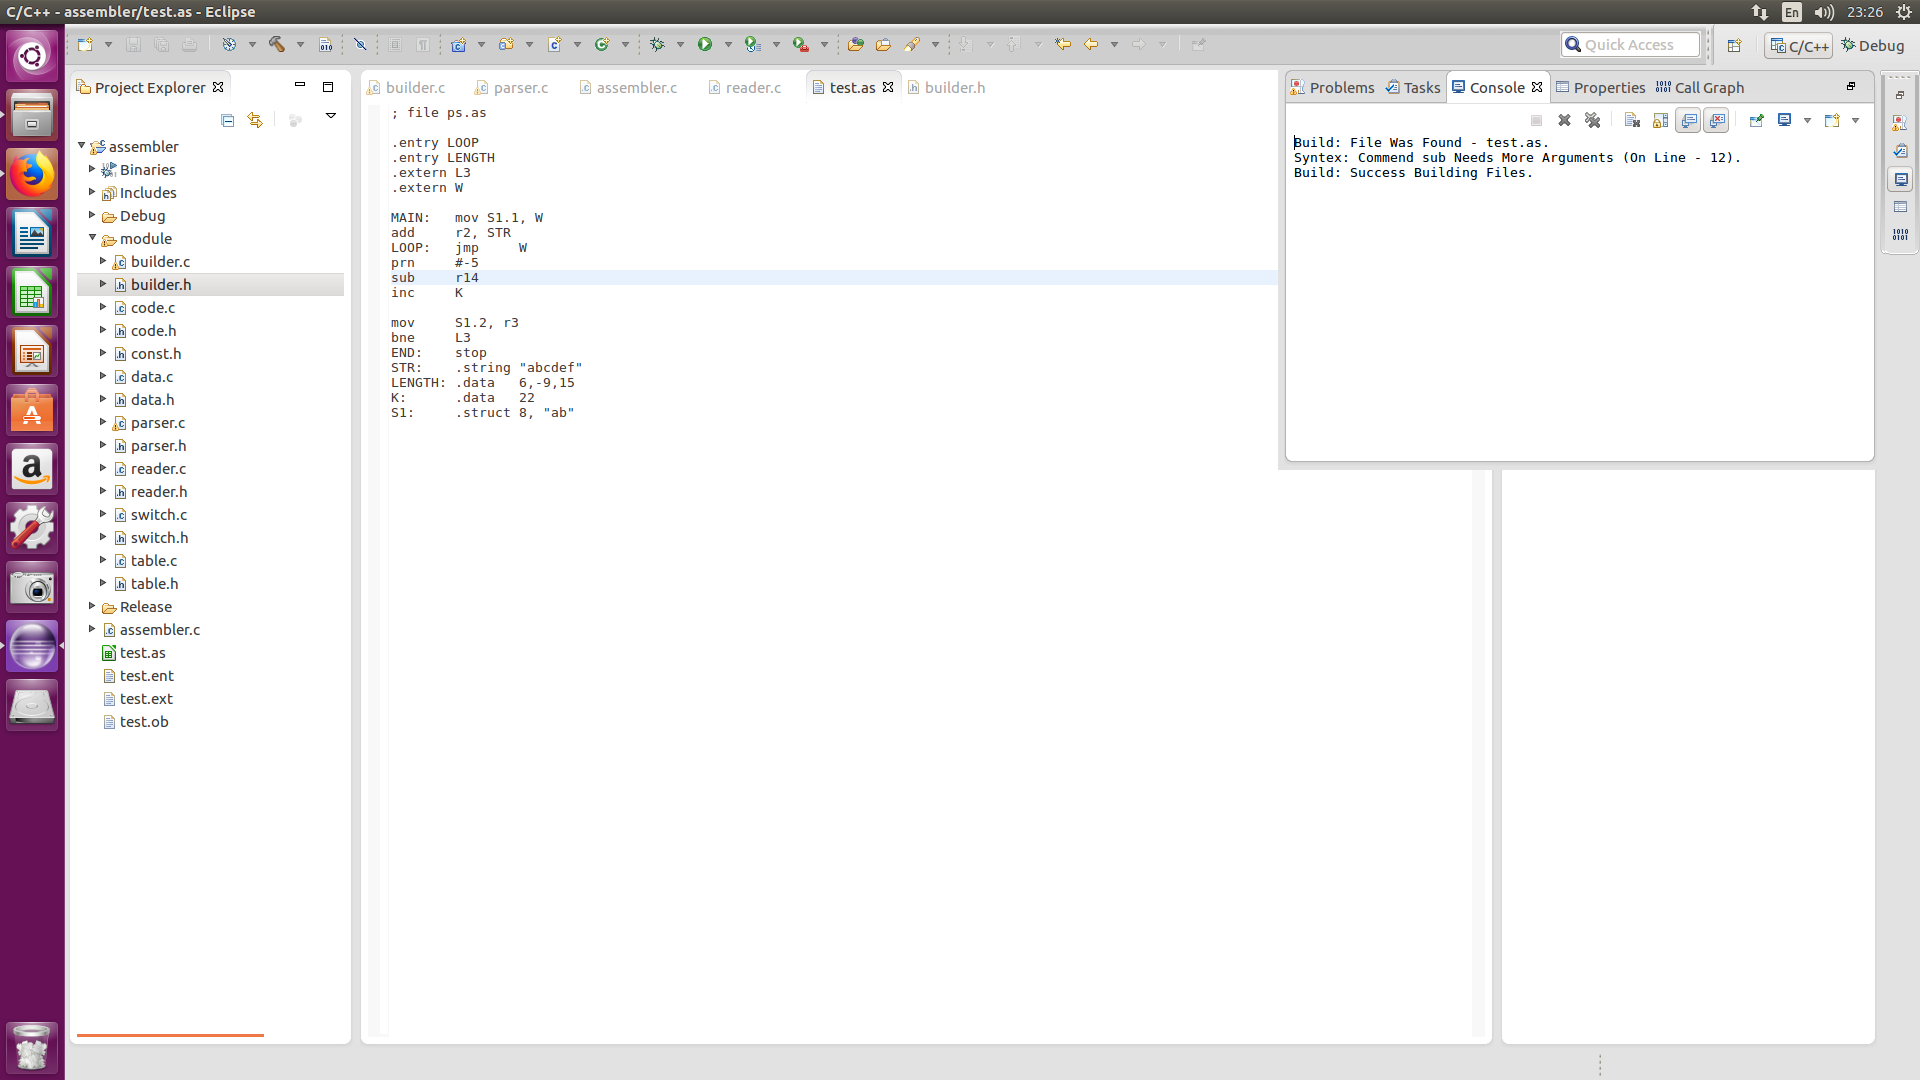 C/C++ - assembler/test.as - Eclipse
En
23:26
Quick Access
C/C++
Debug
Project Explorer
assembler
Binaries
Includes
Debug
module
builder.c
builder.h
code.c
code.h
const.h
data.c
data.h
parser.c
parser.h
reader.c
reader.h
switch.c
switch.h
table.c
table.h
Release
assembler.c
test.as
test.ent
test.ext
test.ob
builder.c parser.c assembler.c reader.c test.as builder.h
; file ps.as
.entry LOOP
.entry LENGTH
.extern L3
.extern W
MAIN: mov S1.1, W
add r2, STR
LOOP: jmp W
prn #-5
sub r14
inc K
mov S1.2, r3
bne L3
END: stop
STR: .string "abcdef"
LENGTH: .data 6,-9,15
K: .data 22
S1: .struct 8, "ab"
Problems Tasks Console Properties Call Graph
Build: File Was Found - test.as.
Syntex: Commend sub Needs More Arguments (On Line - 12).
Build: Success Building Files.